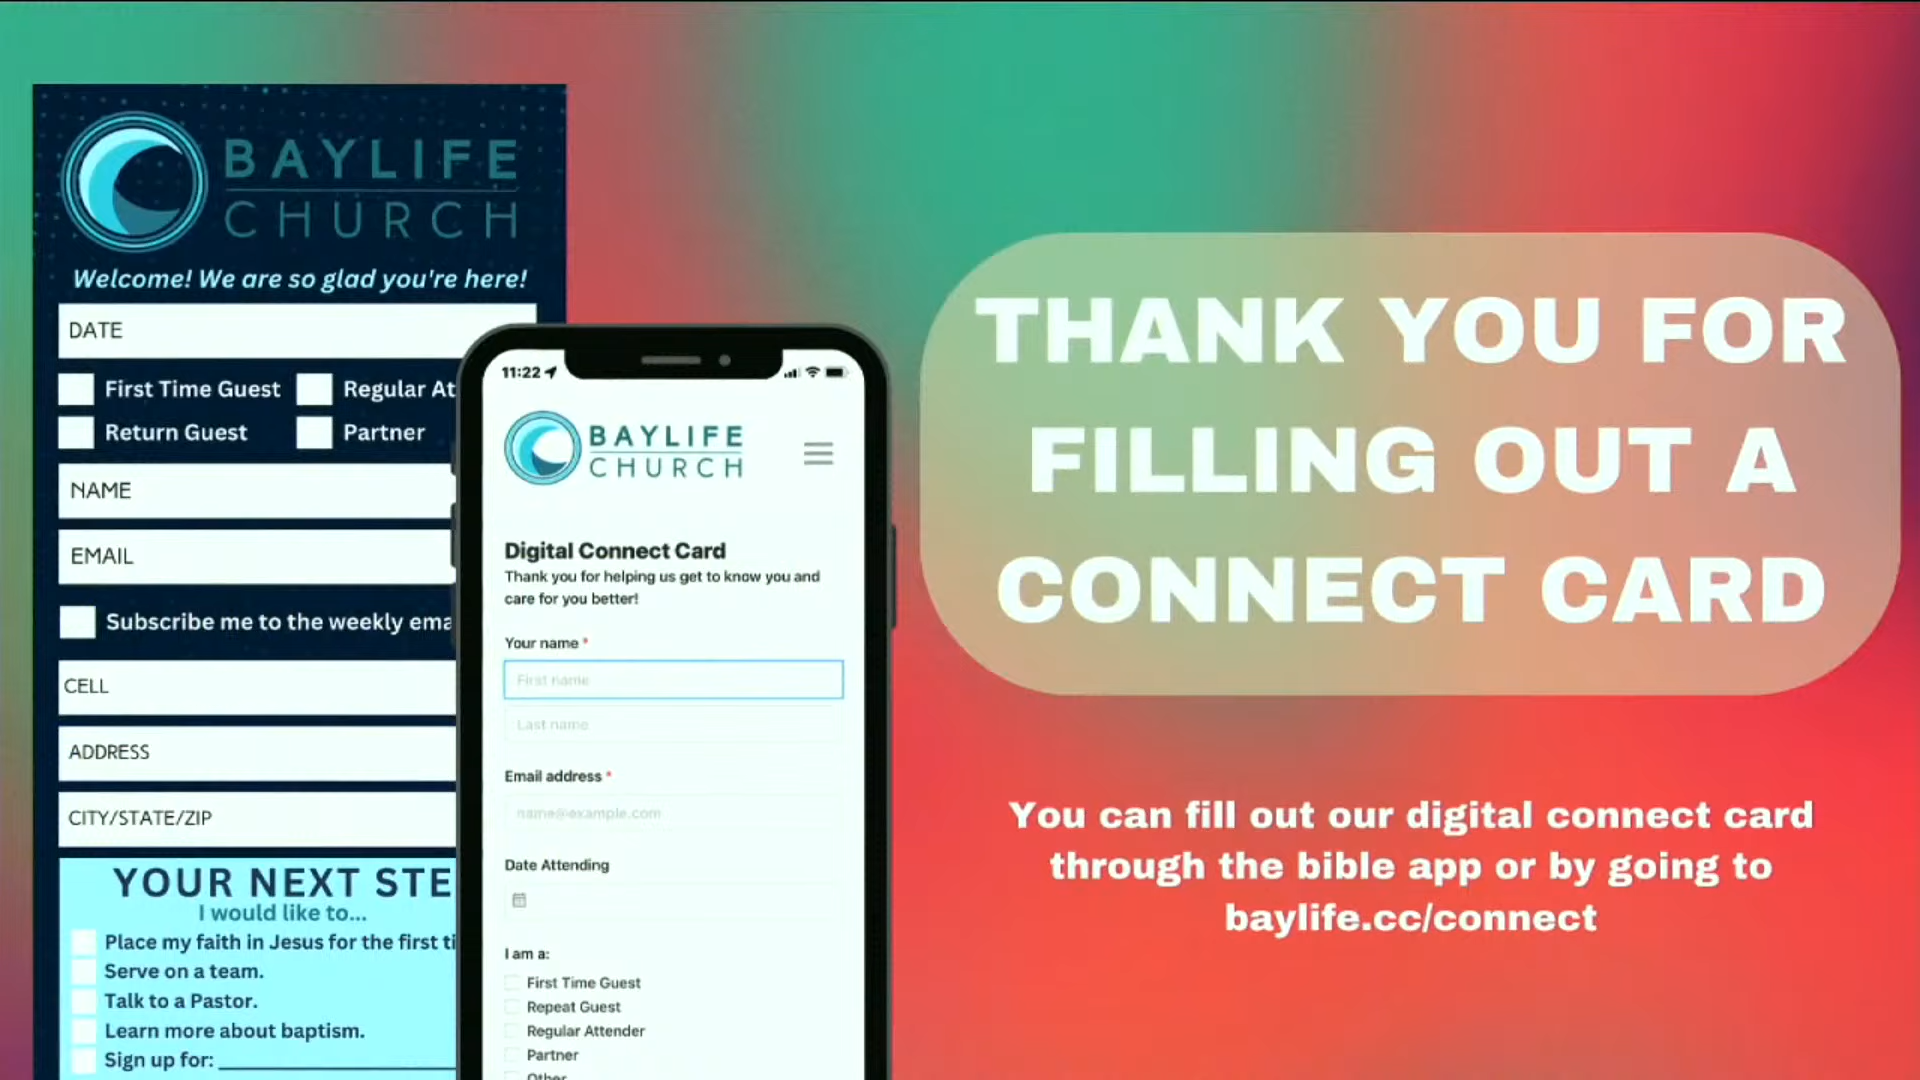 BAYLIFE
CHURCH
Welcome! We are so glad you're here!
DATE
First Time Guest
Regular At
Return Guest
Partner
NAME
EMAIL
Subscribe me to the weekly ema
CELL
ADDRESS
CITY/STATE/ZIP
YOUR NEXT STE
I would like to...
Place my faith in Jesus for the first ti
Serve on a team.
Talk to a Pastor.
Learn more about baptism.
Sign up for:
11:22
BAYLIFE
CHURCH
Digital Connect Card
Thank you for helping us get to know you and
care for you better!
Your name *
First name
Last name
Email address *
name@example.com
Date Attending
I am a:
First Time Guest
Repeat Guest
Regular Attender
Partner
Other
THANK YOU FOR
FILLING OUT A
CONNECT CARD
You can fill out our digital connect card
through the bible app or by going to
baylife.cc/connect